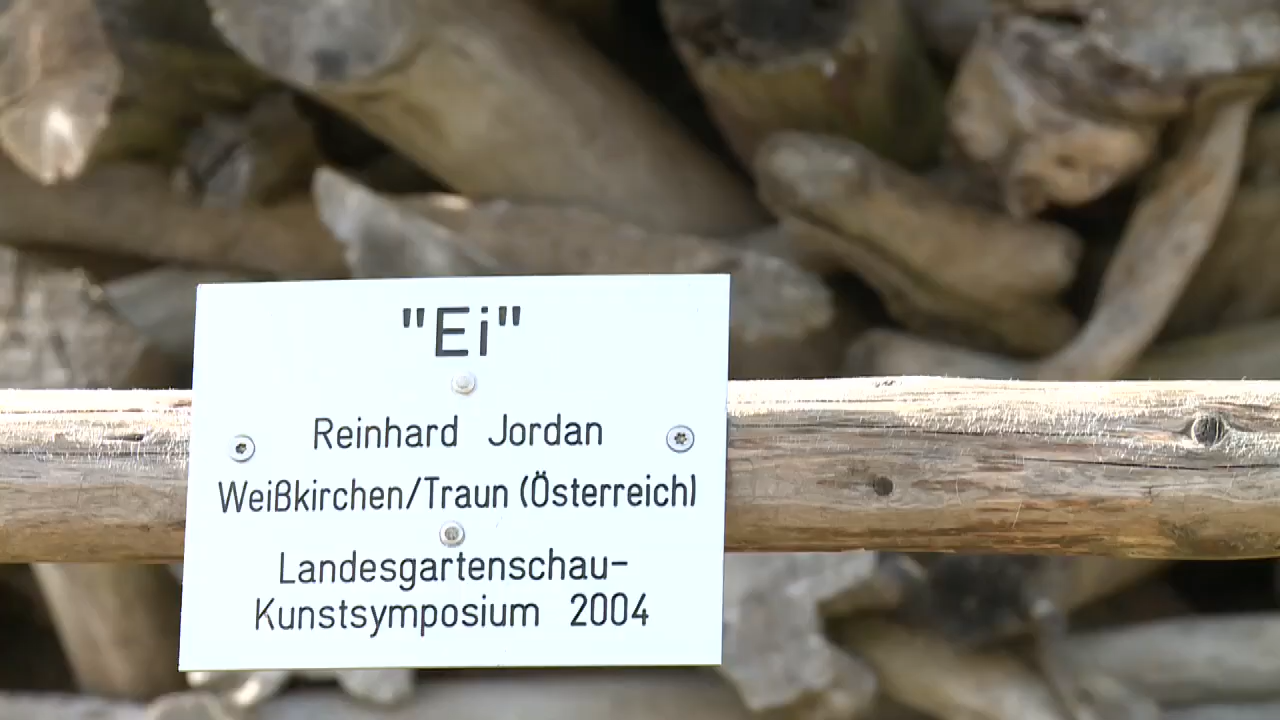 "Ei"
Reinhard Jordan
Weißkirchen/Traun (Österreich)
Landesgartenschau-
Kunstsymposium 2004